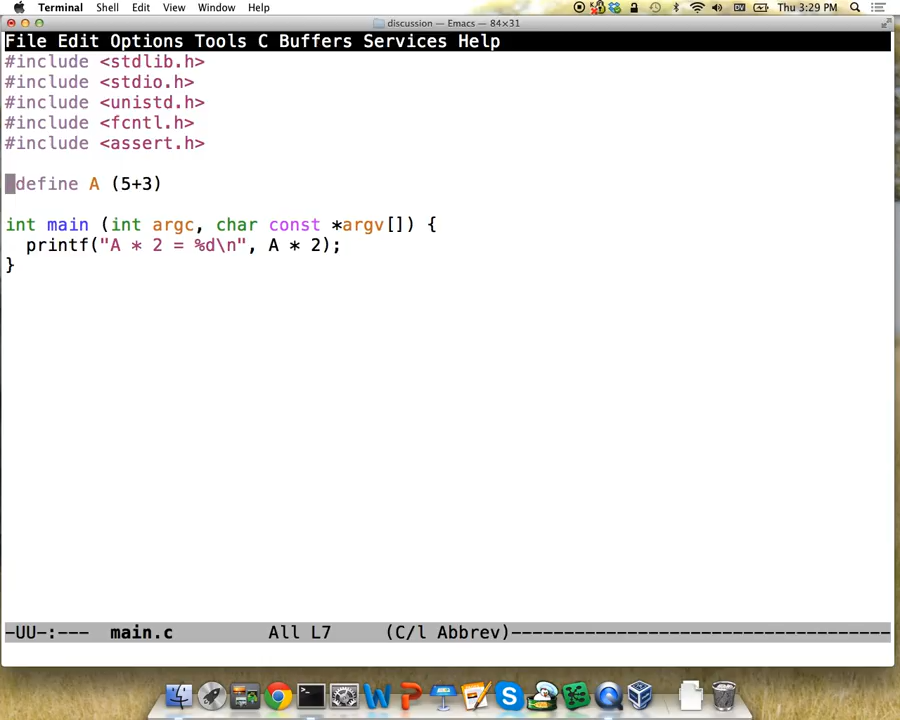 Terminal Shell Edit View Window Help Thu 3:29 PM
discussion — Emacs — 84×31
File Edit Options Tools C Buffers Services Help
#include <stdlib.h>
#include <stdio.h>
#include <unistd.h>
#include <fcntl.h>
#include <assert.h>
define A (5+3)
int main (int argc, char const *argv[]) {
printf("A * 2 = %d\n", A * 2);
}
-UU-:--- main.c All L7 (C/l Abbrev)------------------------------------